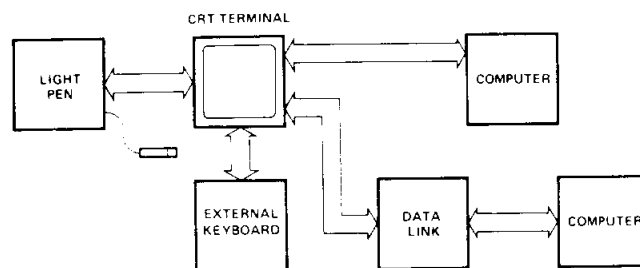 CRT TERMINAL
LIGHT
PEN
COMPUTER
EXTERNAL
KEYBOARD
DATA
LINK
COMPUTER